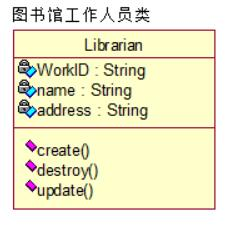 图书馆工作人员类
Librarian
WorkID : String
name : String
address : String
create()
destroy()
update()